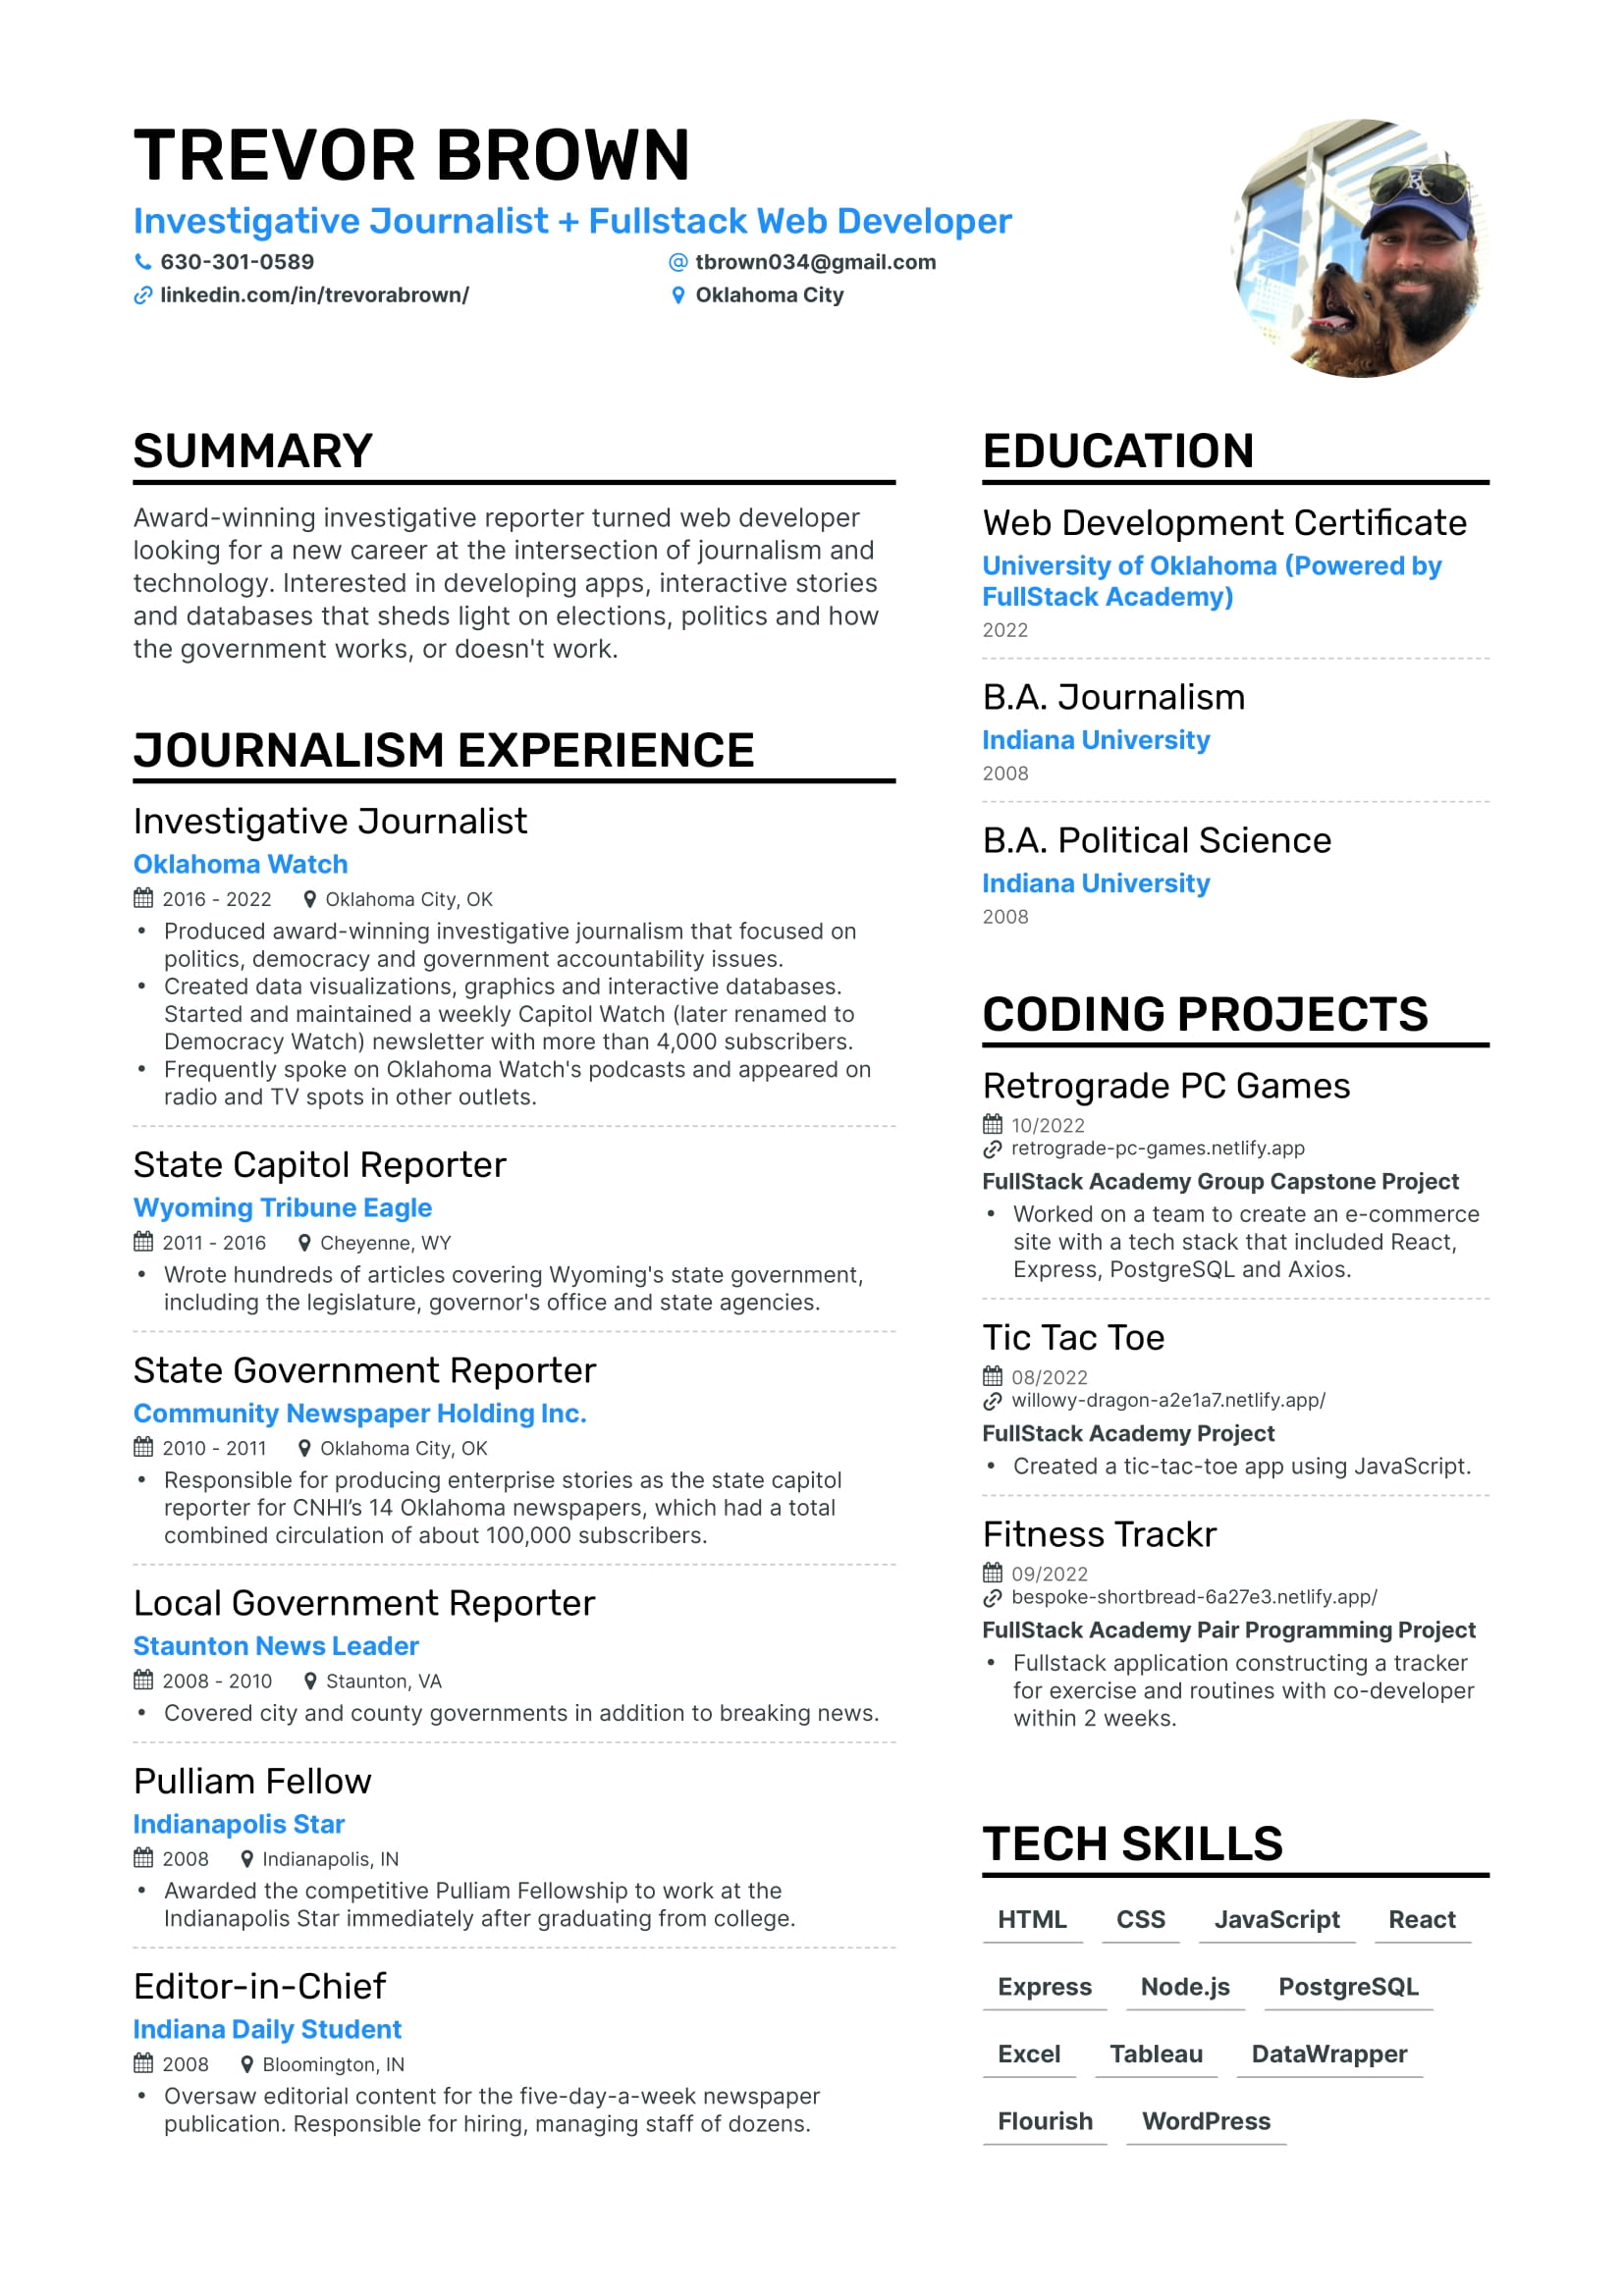 TREVOR BROWN
Investigative Journalist + Fullstack Web Developer
630-301-0589
tbrown034@gmail.com
linkedin.com/in/trevorabrown/
Oklahoma City
SUMMARY
Award-winning investigative reporter turned web developer
looking for a new career at the intersection of journalism and
technology. Interested in developing apps, interactive stories
and databases that sheds light on elections, politics and how
the government works, or doesn't work.
JOURNALISM EXPERIENCE
Investigative Journalist
Oklahoma Watch
2016 - 2022 Oklahoma City, OK
• Produced award-winning investigative journalism that focused on
politics, democracy and government accountability issues.
• Created data visualizations, graphics and interactive databases.
Started and maintained a weekly Capitol Watch (later renamed to
Democracy Watch) newsletter with more than 4,000 subscribers.
• Frequently spoke on Oklahoma Watch's podcasts and appeared on
radio and TV spots in other outlets.
State Capitol Reporter
Wyoming Tribune Eagle
2011 - 2016 Cheyenne, WY
• Wrote hundreds of articles covering Wyoming's state government,
including the legislature, governor's office and state agencies.
State Government Reporter
Community Newspaper Holding Inc.
2010 - 2011 Oklahoma City, OK
• Responsible for producing enterprise stories as the state capitol
reporter for CNHI’s 14 Oklahoma newspapers, which had a total
combined circulation of about 100,000 subscribers.
Local Government Reporter
Staunton News Leader
2008 - 2010 Staunton, VA
• Covered city and county governments in addition to breaking news.
Pulliam Fellow
Indianapolis Star
2008 Indianapolis, IN
• Awarded the competitive Pulliam Fellowship to work at the
Indianapolis Star immediately after graduating from college.
Editor-in-Chief
Indiana Daily Student
2008 Bloomington, IN
• Oversaw editorial content for the five-day-a-week newspaper
publication. Responsible for hiring, managing staff of dozens.
EDUCATION
Web Development Certificate
University of Oklahoma (Powered by
FullStack Academy)
2022
B.A. Journalism
Indiana University
2008
B.A. Political Science
Indiana University
2008
CODING PROJECTS
Retrograde PC Games
10/2022
retrograde-pc-games.netlify.app
FullStack Academy Group Capstone Project
• Worked on a team to create an e-commerce
site with a tech stack that included React,
Express, PostgreSQL and Axios.
Tic Tac Toe
08/2022
willowy-dragon-a2e1a7.netlify.app/
FullStack Academy Project
• Created a tic-tac-toe app using JavaScript.
Fitness Trackr
09/2022
bespoke-shortbread-6a27e3.netlify.app/
FullStack Academy Pair Programming Project
• Fullstack application constructing a tracker
for exercise and routines with co-developer
within 2 weeks.
TECH SKILLS
HTML CSS JavaScript React
Express Node.js PostgreSQL
Excel Tableau DataWrapper
Flourish WordPress